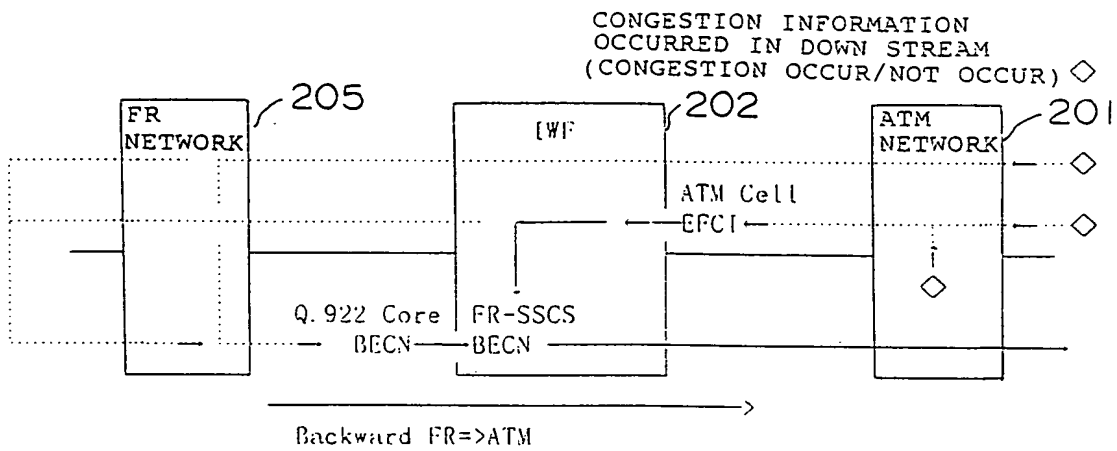 CONGESTION INFORMATION
OCCURRED IN DOWN STREAM
(CONGESTION OCCUR/NOT OCCUR)
FR
NETWORK
205
IWF
202
ATM
NETWORK
201
ATM Cell
EFCI
Q.922 Core
FR-SSCS
BECN
BECN
Backward FR=>ATM